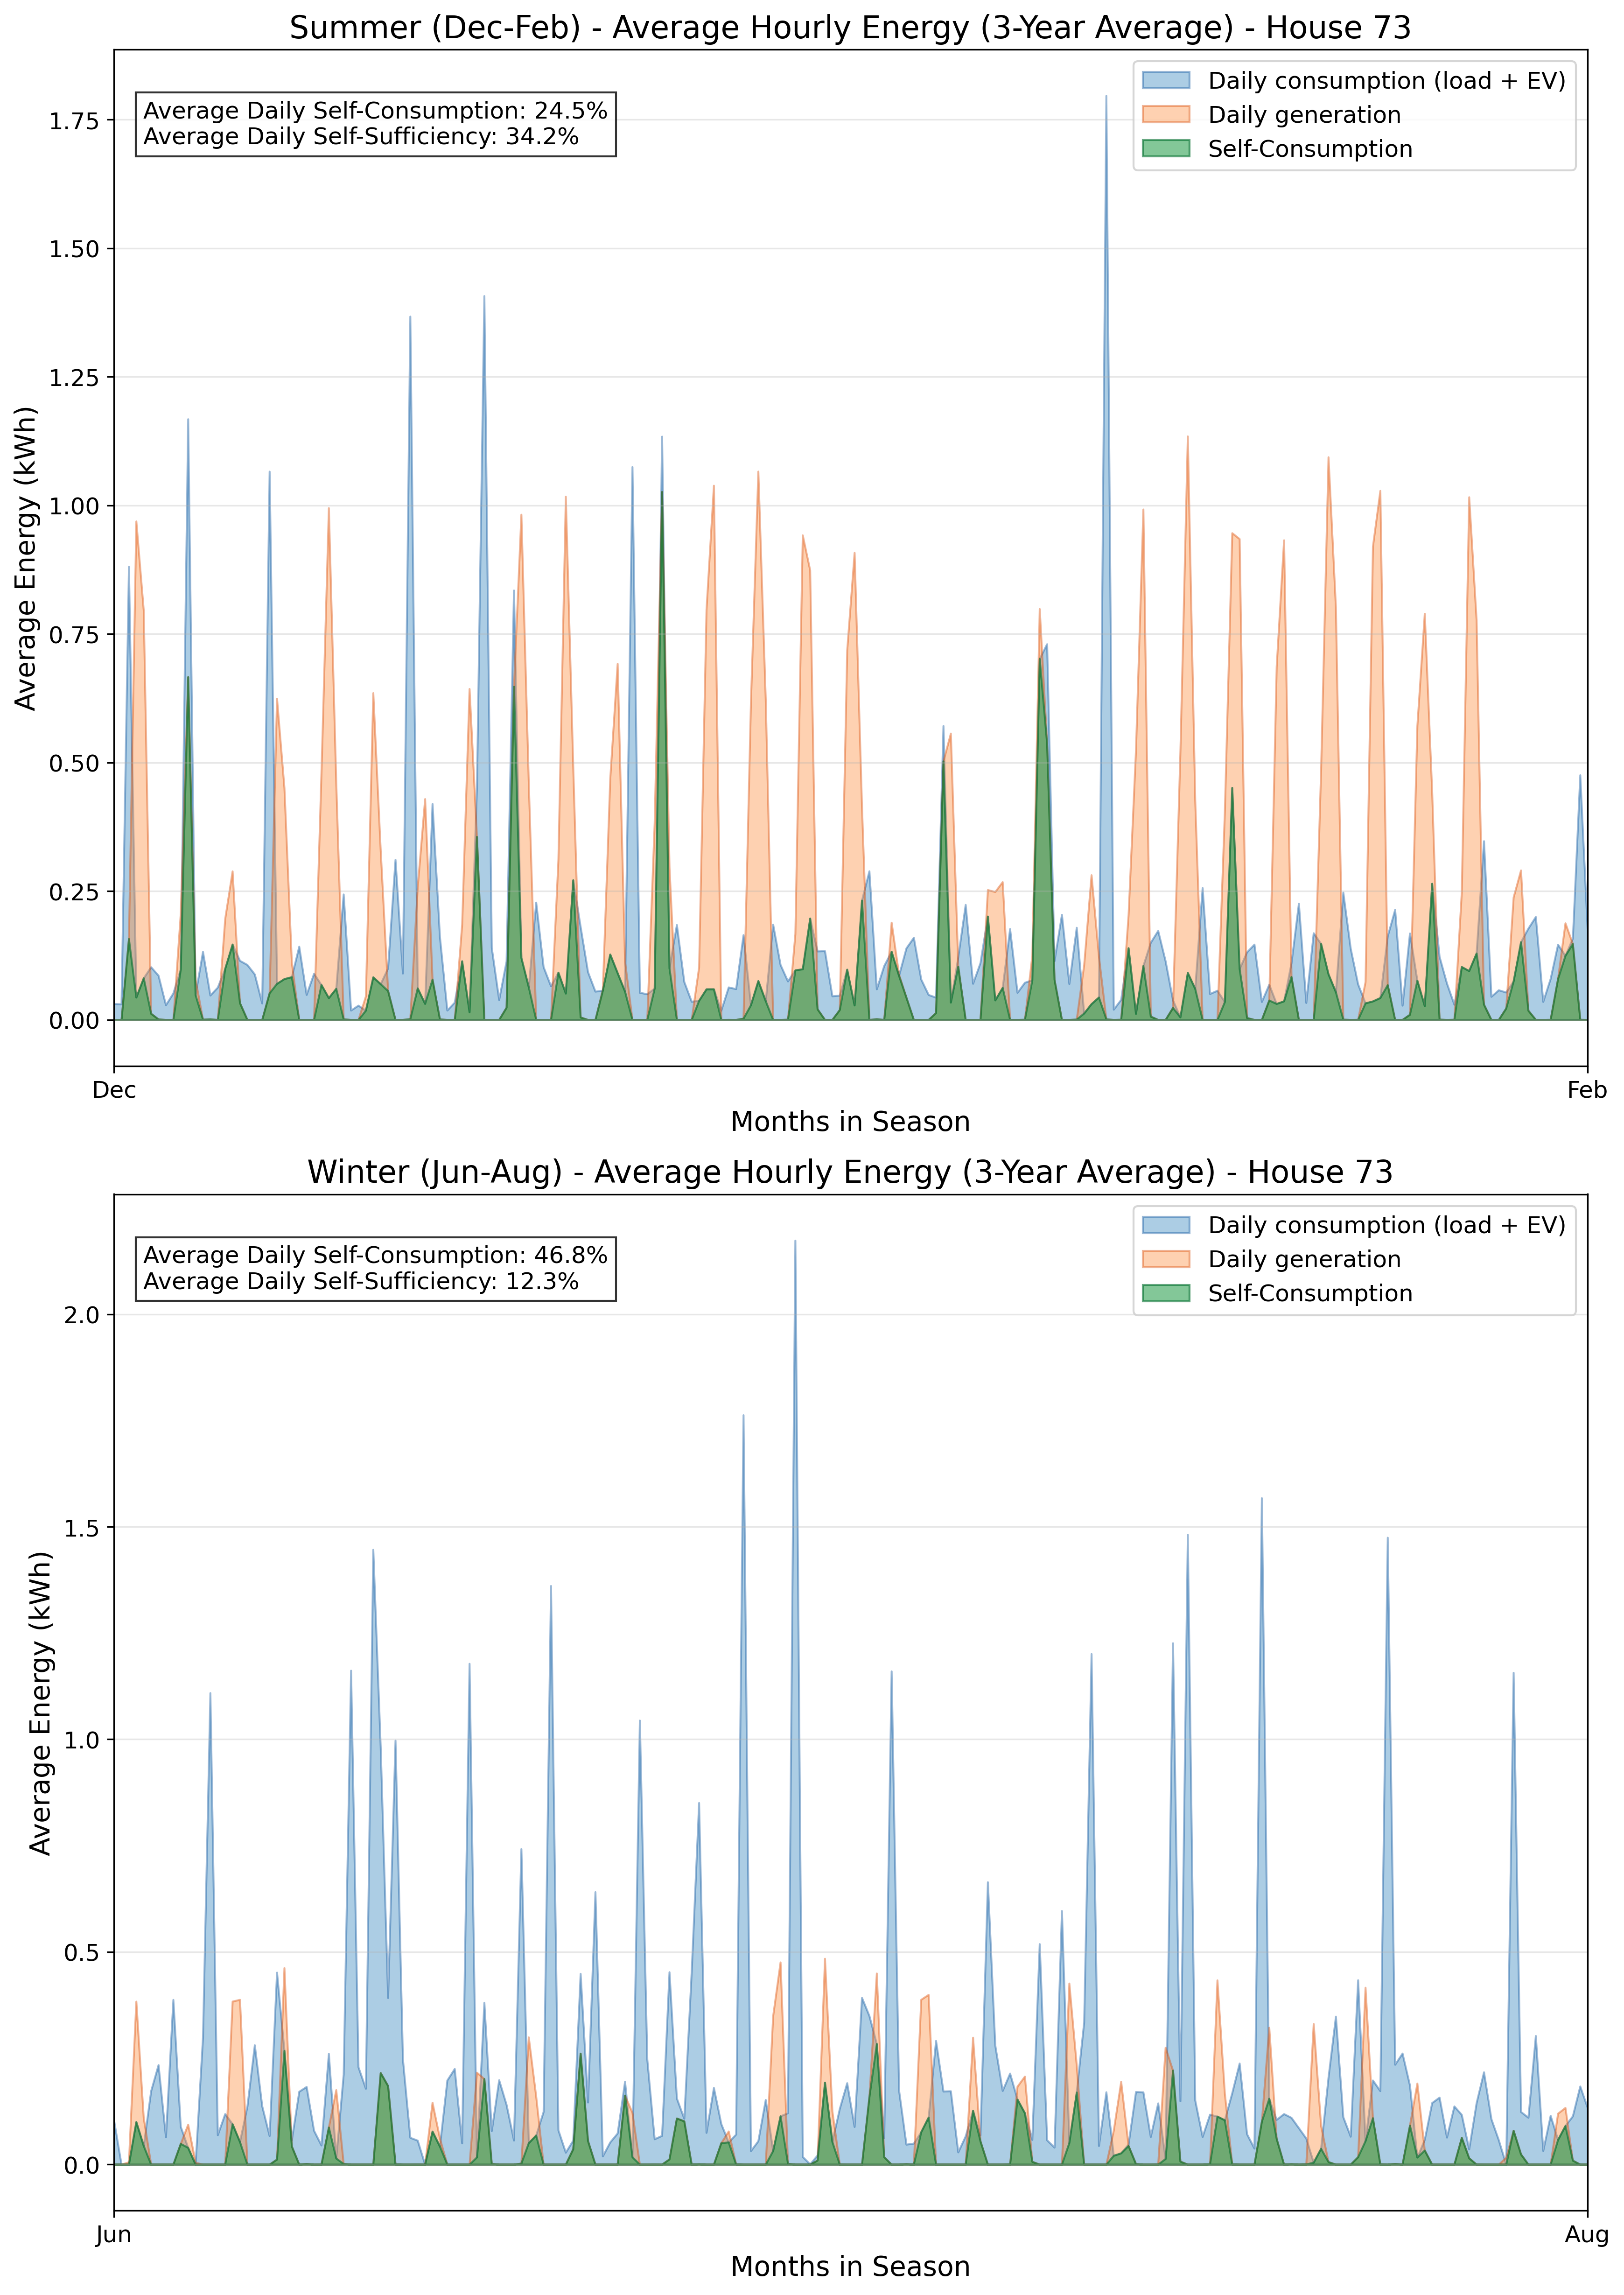 Summer (Dec-Feb) - Average Hourly Energy (3-Year Average) - House 73
Average Daily Self-Consumption: 24.5%
Average Daily Self-Sufficiency: 34.2%
Daily consumption (load + EV)
Daily generation
Self-Consumption
1.75
1.50
1.25
1.00
0.75
0.50
0.25
0.00
Average Energy (kWh)
Dec
Feb
Months in Season
Winter (Jun-Aug) - Average Hourly Energy (3-Year Average) - House 73
Average Daily Self-Consumption: 46.8%
Average Daily Self-Sufficiency: 12.3%
Daily consumption (load + EV)
Daily generation
Self-Consumption
2.0
1.5
1.0
0.5
0.0
Average Energy (kWh)
Jun
Aug
Months in Season